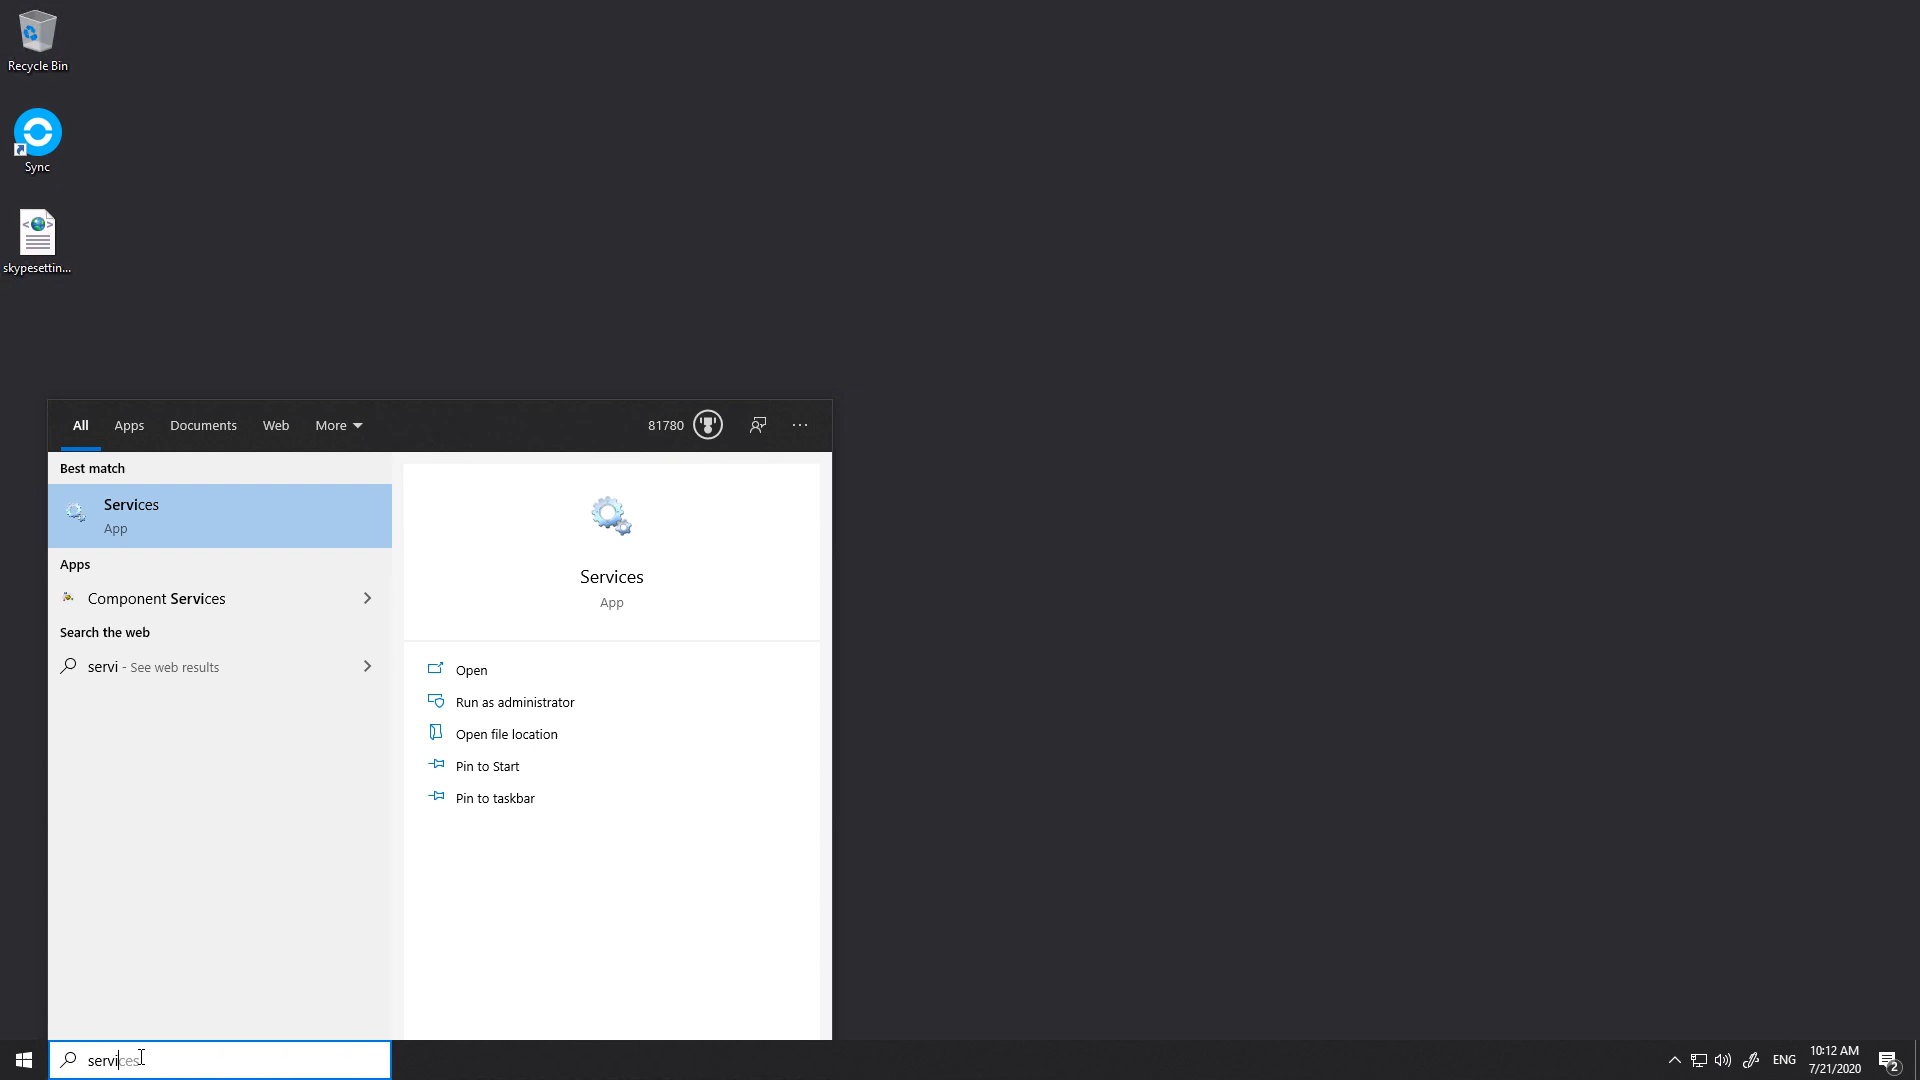 Recycle Bin
Sync
skypesettin...
All Apps Documents Web More 81780 ...
Best match
Services
App
Apps
Component Services
Search the web
servi - See web results
Services
App
Open
Run as administrator
Open file location
Pin to Start
Pin to taskbar
services
ENG
10:12 AM
7/21/2020
2